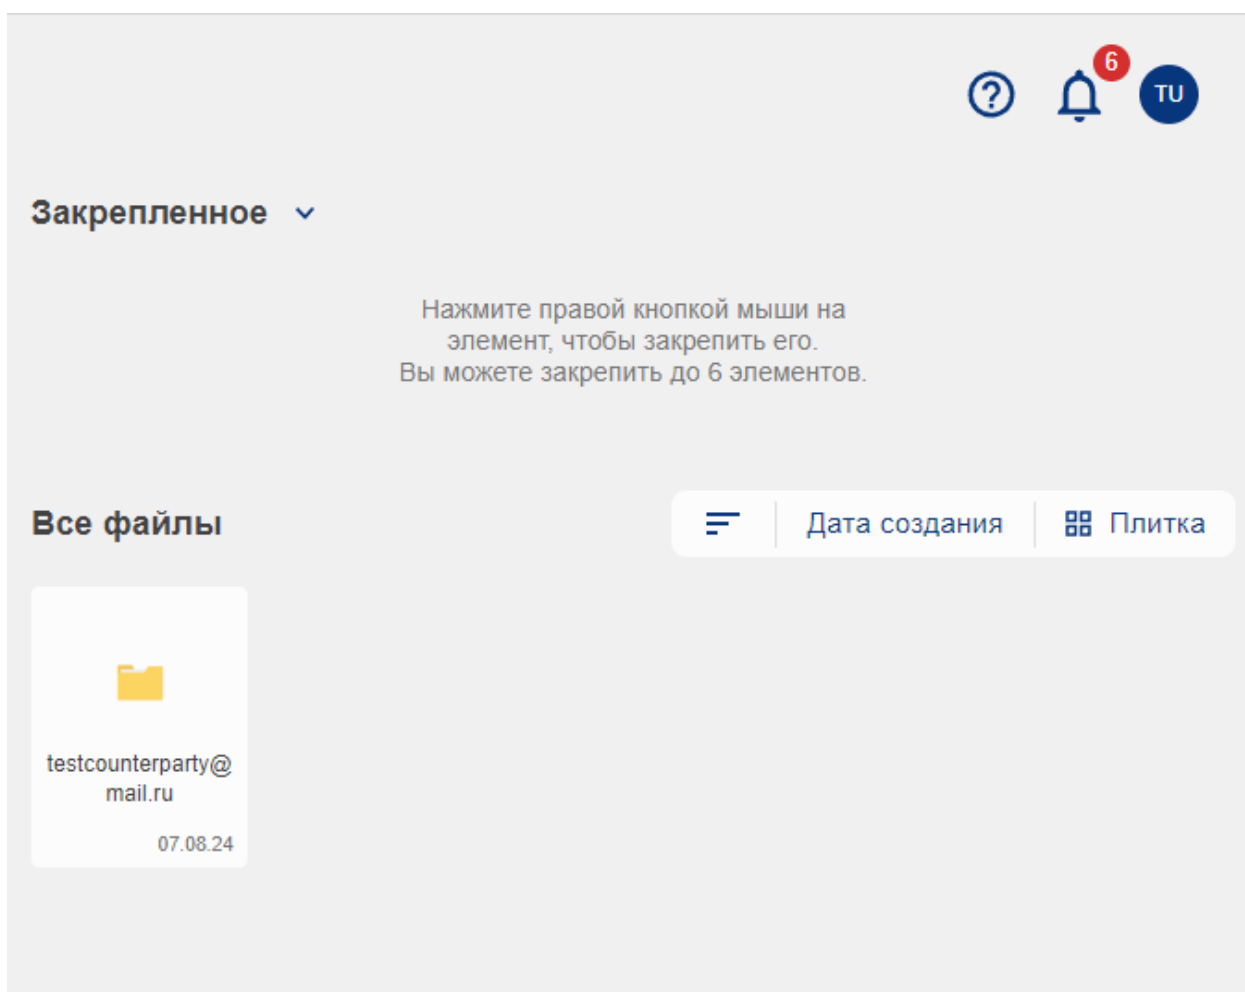 6
TU
Закрепленное
Нажмите правой кнопкой мыши на
элемент, чтобы закрепить его.
Вы можете закрепить до 6 элементов.
Все файлы
Дата создания
Плитка
testcounterparty@
mail.ru
07.08.24